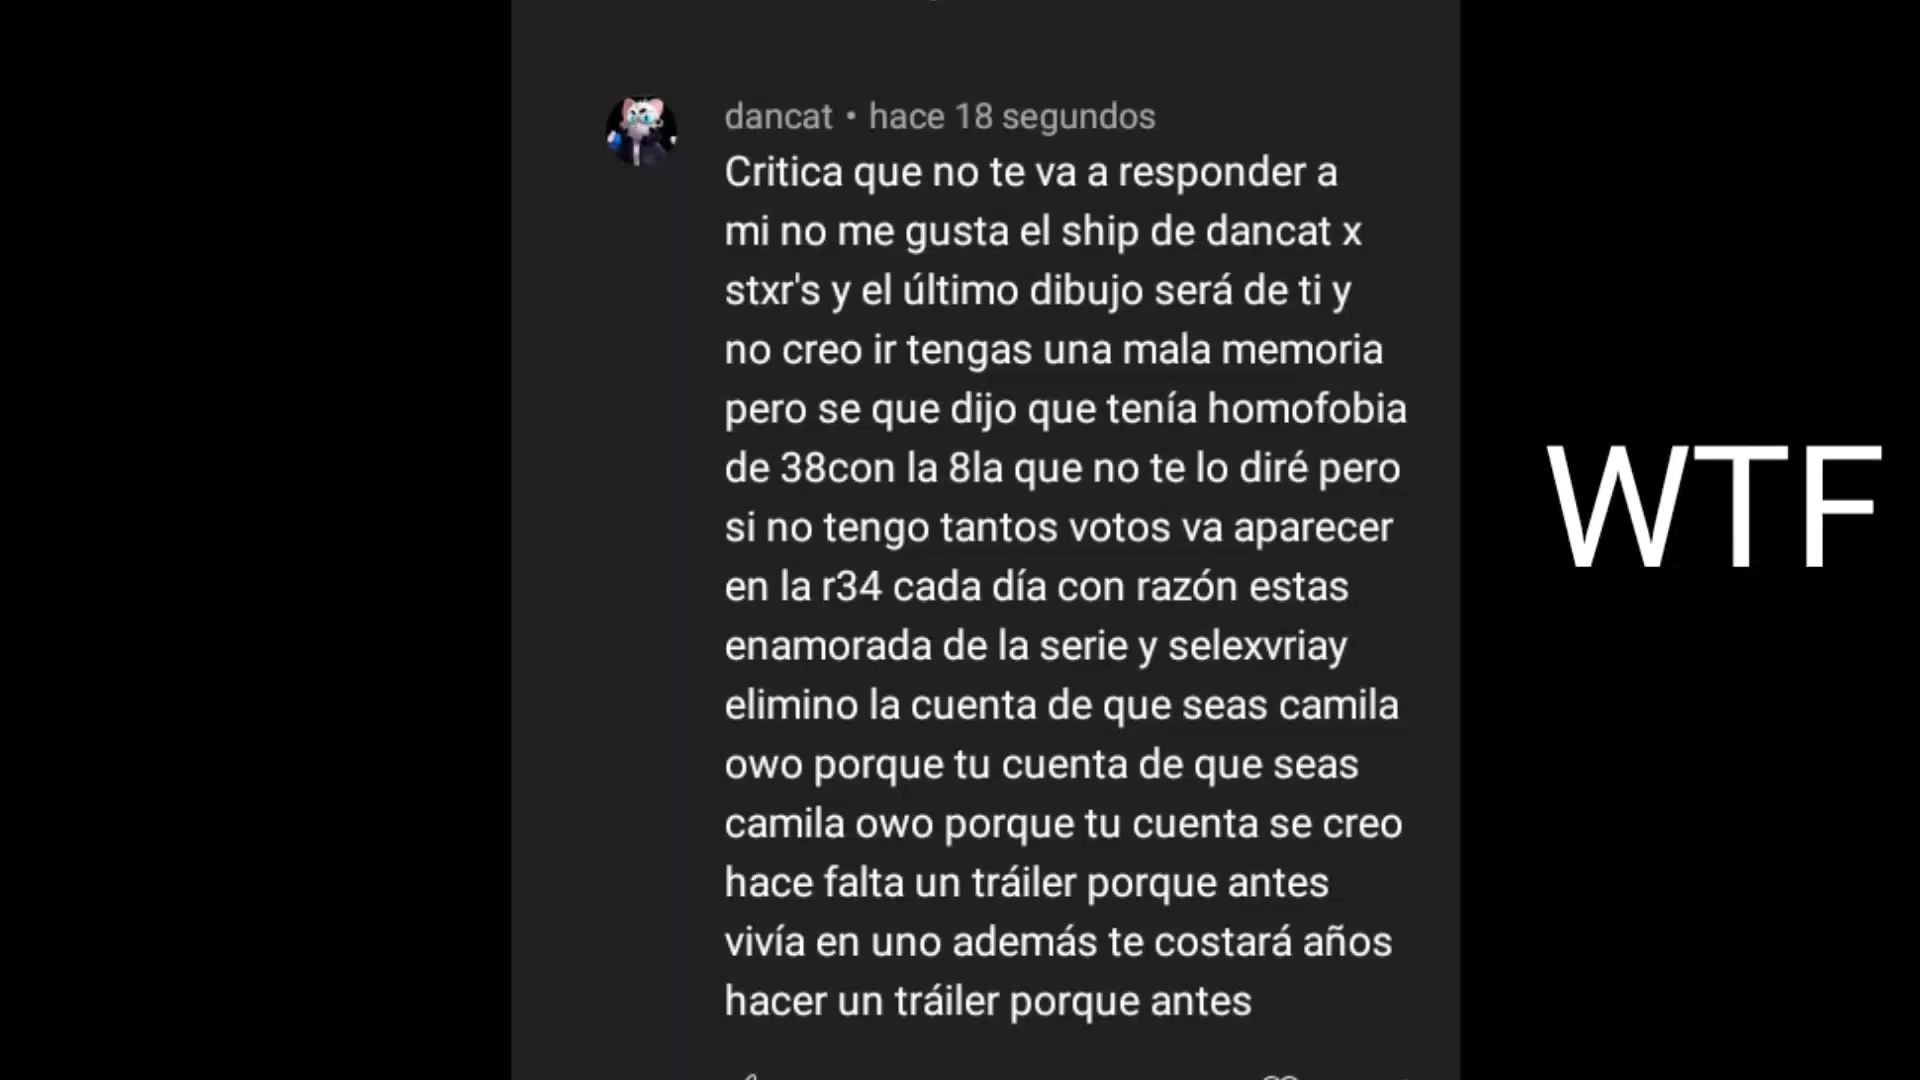 dancat • hace 18 segundos
Critica que no te va a responder a
mi no me gusta el ship de dancat x
stxr's y el último dibujo será de ti y
no creo ir tengas una mala memoria
pero se que dijo que tenía homofobia
de 38con la 8la que no te lo diré pero
si no tengo tantos votos va aparecer
en la r34 cada día con razón estas
enamorada de la serie y selexvriay
elimino la cuenta de que seas camila
owo porque tu cuenta de que seas
camila owo porque tu cuenta se creo
hace falta un tráiler porque antes
vivía en uno además te costará años
hacer un tráiler porque antes
WTF